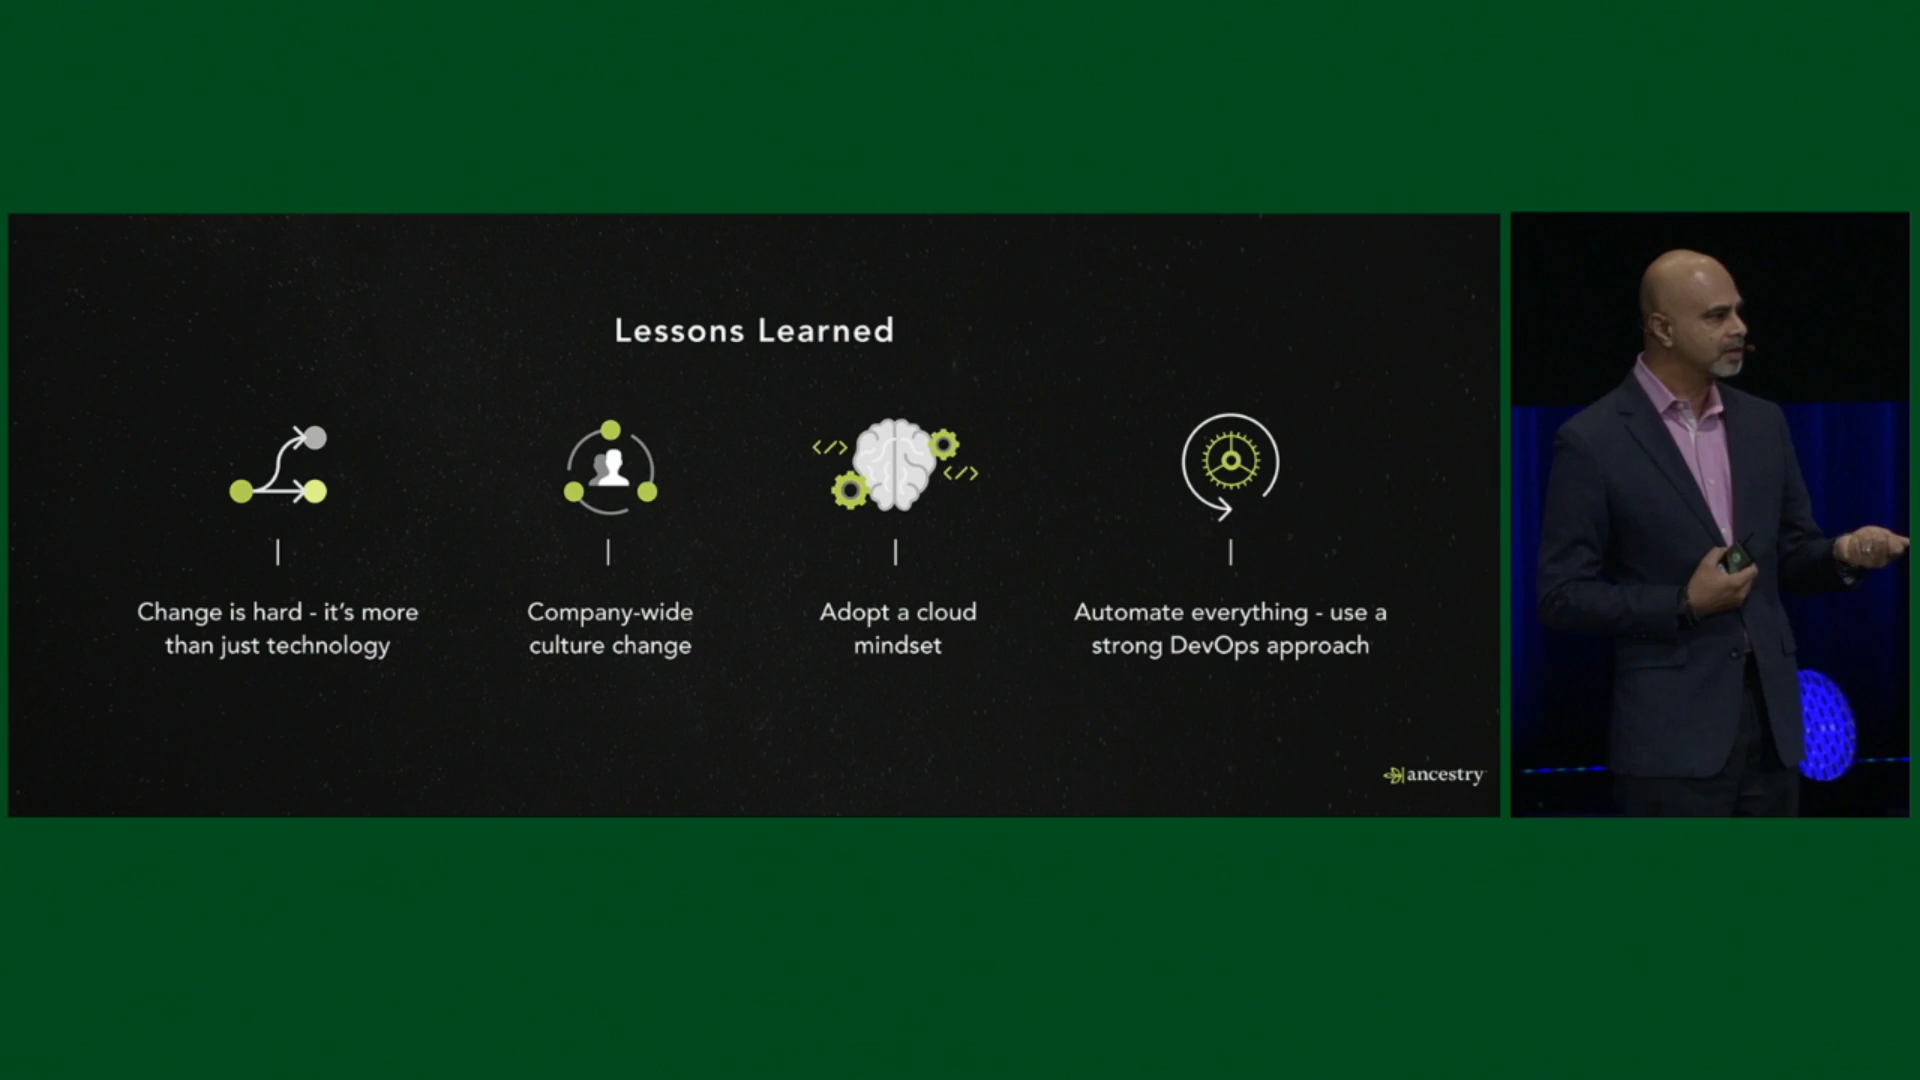 Lessons Learned
</>
</>
Change is hard - it's more
than just technology
Company-wide
culture change
Adopt a cloud
mindset
Automate everything - use a
strong DevOps approach
ancestry